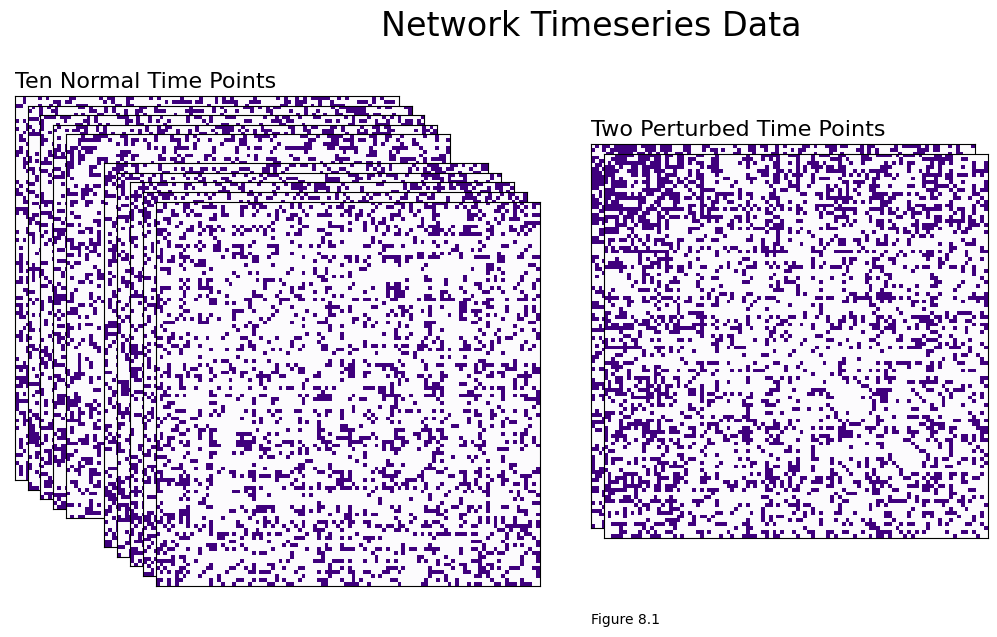 Network Timeseries Data
Ten Normal Time Points
Two Perturbed Time Points
Figure 8.1